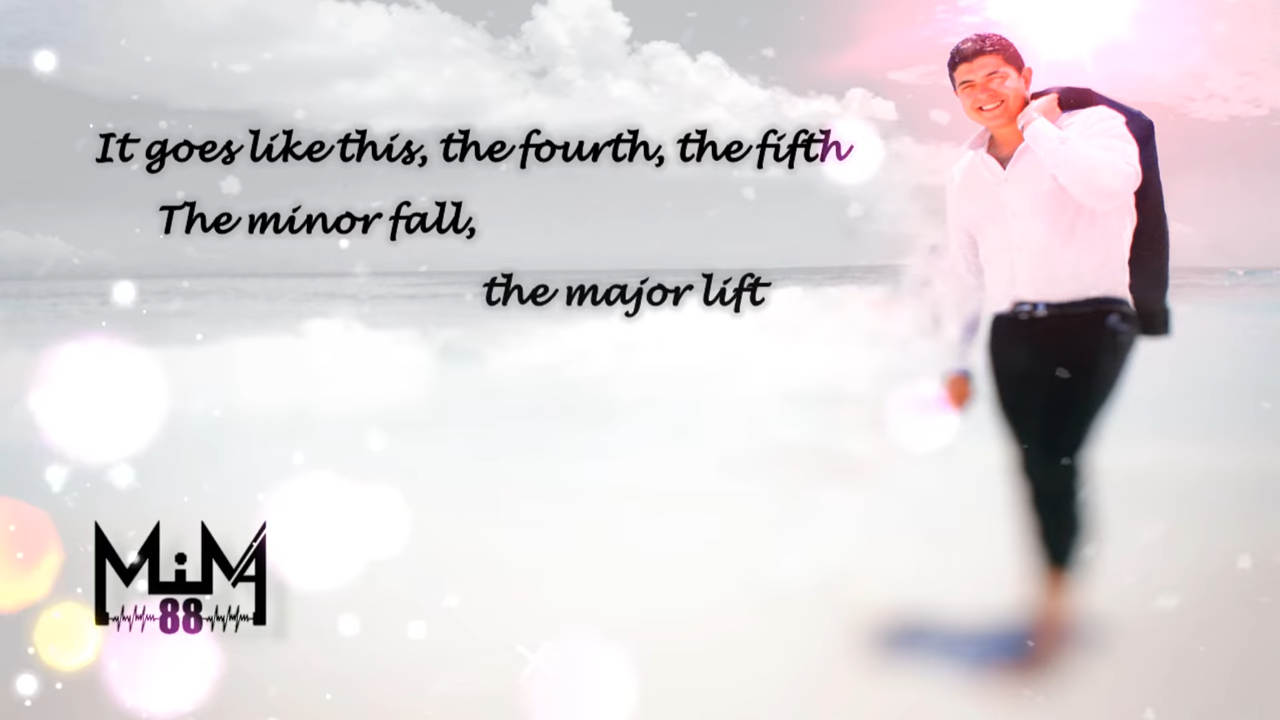 It goes like this, the fourth, the fifth
The minor fall,
the major lift
MiMA
88